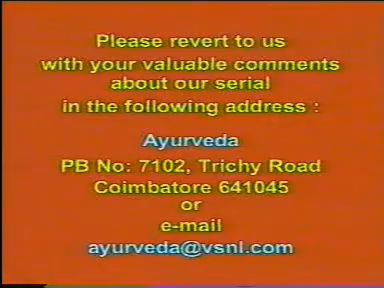 Please revert to us
with your valuable comments
about our serial
in the following address :
Ayurveda
PB No: 7102, Trichy Road
Coimbatore 641045
or
e-mail
ayurveda@vsnl.com